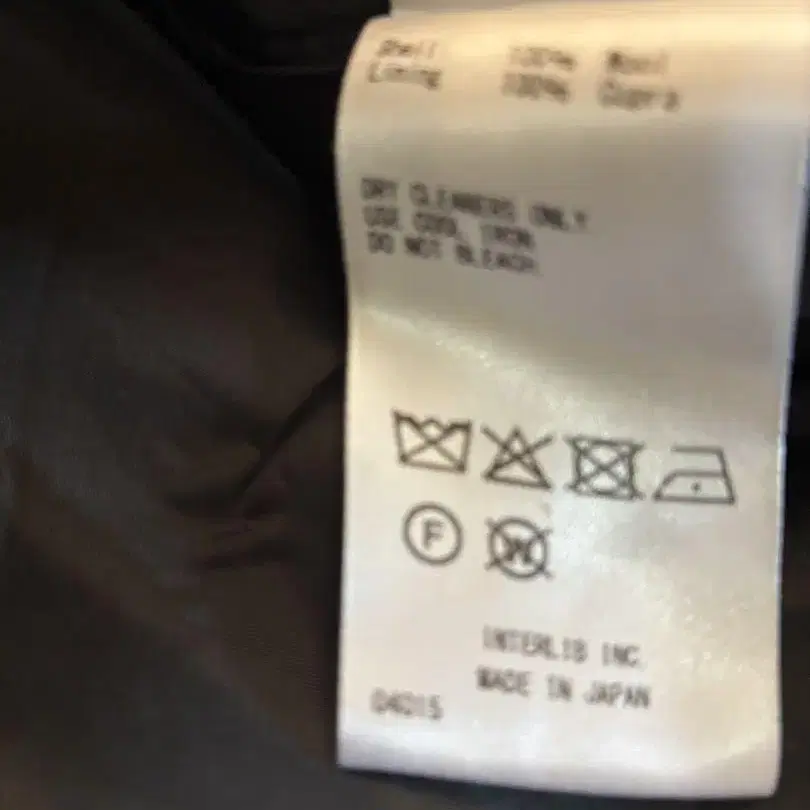 Shell 100% Wool
Lining 100% Cupra
DRY CLEANERS ONLY
USE COOL IRON
DO NOT BLEACH
F
W
INTERLIB INC.
MADE IN JAPAN
04015